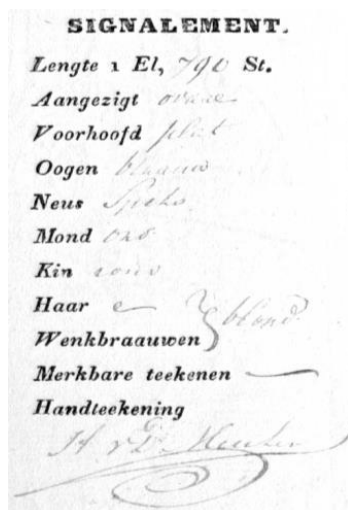 SIGNALEMENT.
Lengte 1 El, 790 St.
Aangezigt ovaal
Voorhoofd plat
Oogen blaauw
Neus Spits
Mond ord
Kin rond
Haar blond
Wenkbraauwen
Merkbare teekenen —
Handteekening